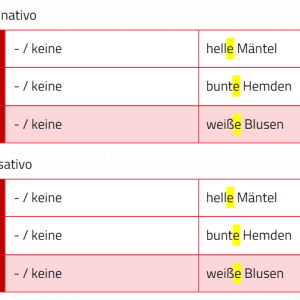 nativo
- / keine helle Mäntel
- / keine bunte Hemden
- / keine weiße Blusen
sativo
- / keine helle Mäntel
- / keine bunte Hemden
- / keine weiße Blusen